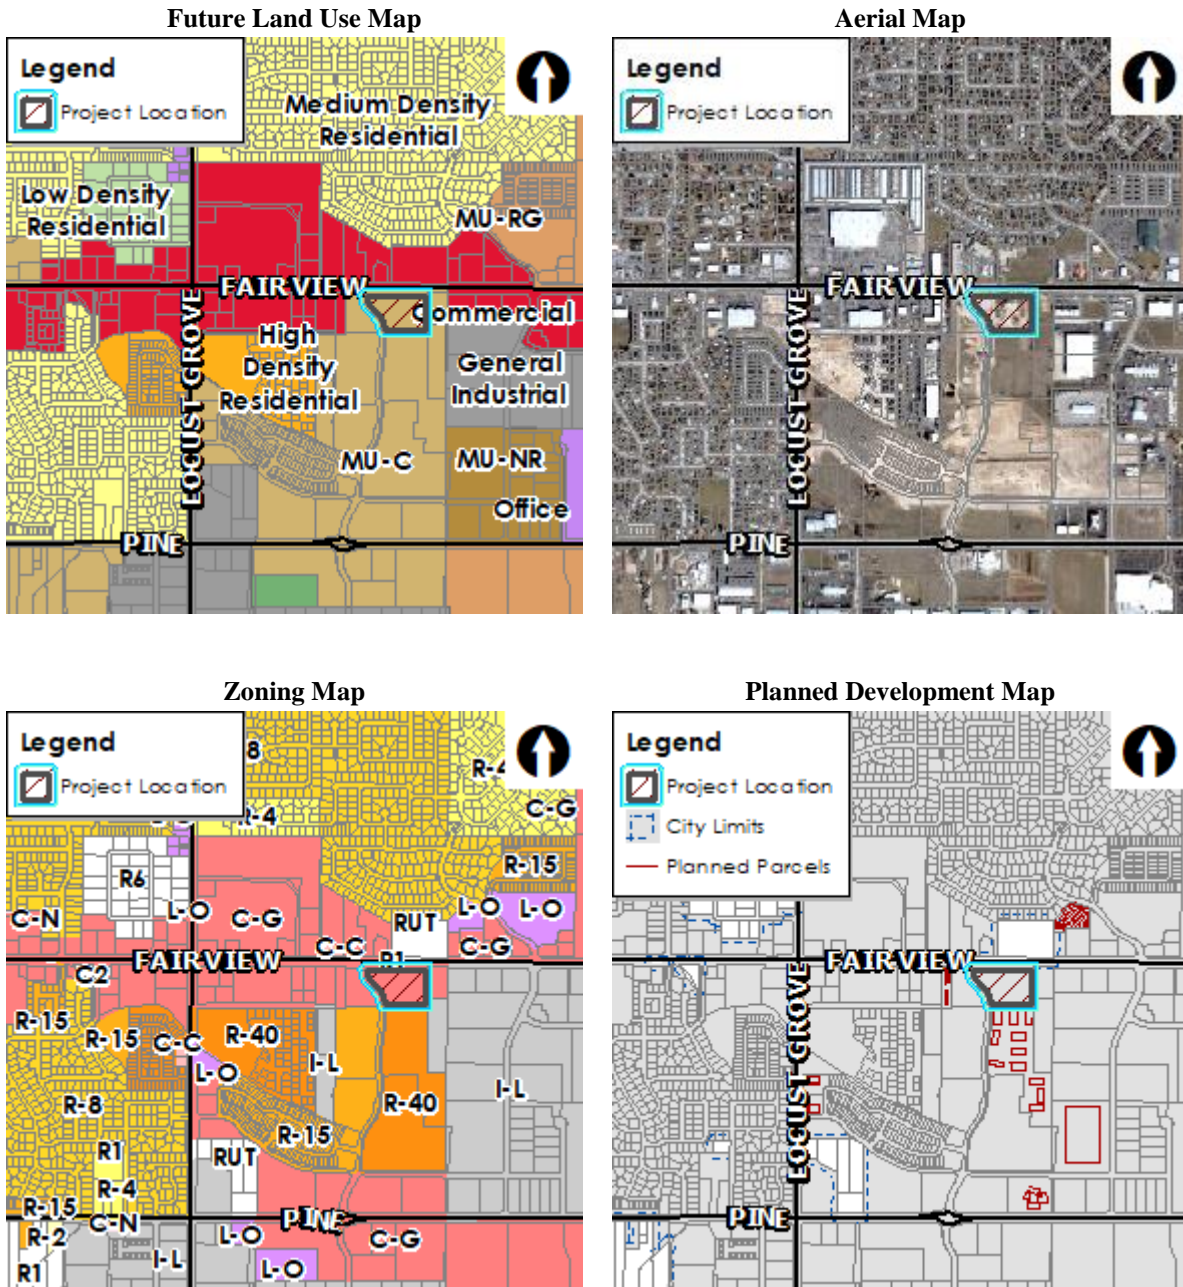 Future Land Use Map
Legend
Project Location
Medium Density
Residential
Low Density
Residential
MU-RG
FAIRVIEW
Commercial
LOCUST GROVE
High
Density
Residential
General
Industrial
MU-C
MU-NR
Office
PINE
Aerial Map
Legend
Project Location
FAIRVIEW
LOCUST GROVE
PINE
Zoning Map
Legend
Project Location
8
R-4
R-4
C-G
R-15
R6
L-O
C-G
L-O
L-O
C-N
RUT
C-C
C-G
R1
FAIRVIEW
C2
R-15
R-15
C-C
R-40
L-O
I-L
R-40
I-L
R-8
R-15
R1
RUT
R-4
R-15
C-N
R-2
PINE
L-O
C-G
I-L
L-O
R1
Planned Development Map
Legend
Project Location
City Limits
Planned Parcels
FAIRVIEW
LOCUST GROVE
PINE